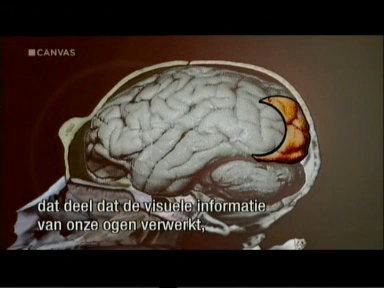 CANVAS
dat deel dat de visuele informatie
van onze ogen verwerkt,